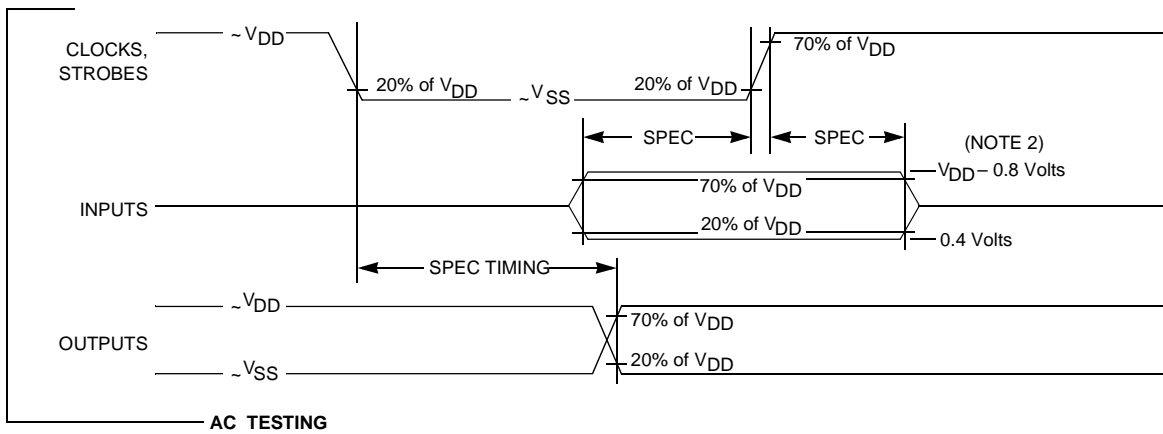 CLOCKS,
STROBES
~ VDD
20% of VDD
~ VSS
20% of VDD
70% of VDD
SPEC
SPEC
(NOTE 2)
VDD – 0.8 Volts
70% of VDD
INPUTS
20% of VDD
0.4 Volts
SPEC TIMING
~ VDD
70% of VDD
OUTPUTS
20% of VDD
~ VSS
AC TESTING